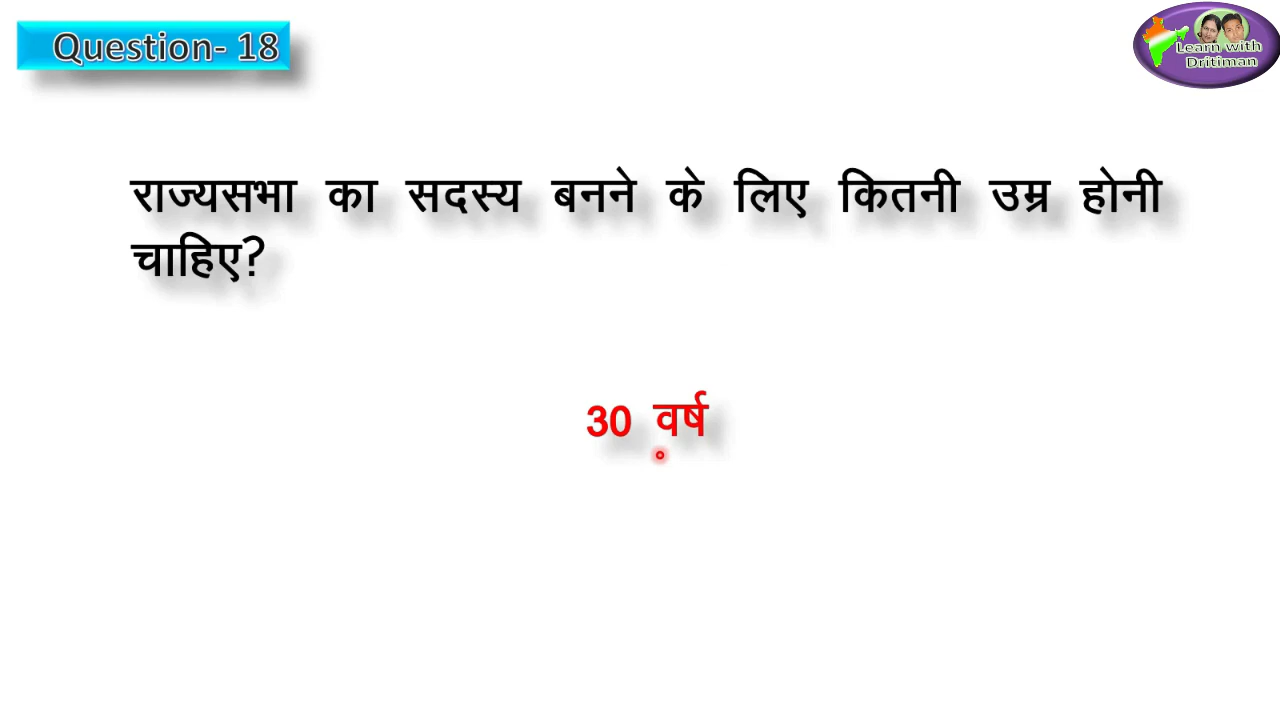 Question- 18
Learn with
Dritiman
राज्यसभा का सदस्य बनने के लिए कितनी उम्र होनी
चाहिए?
30 वर्ष